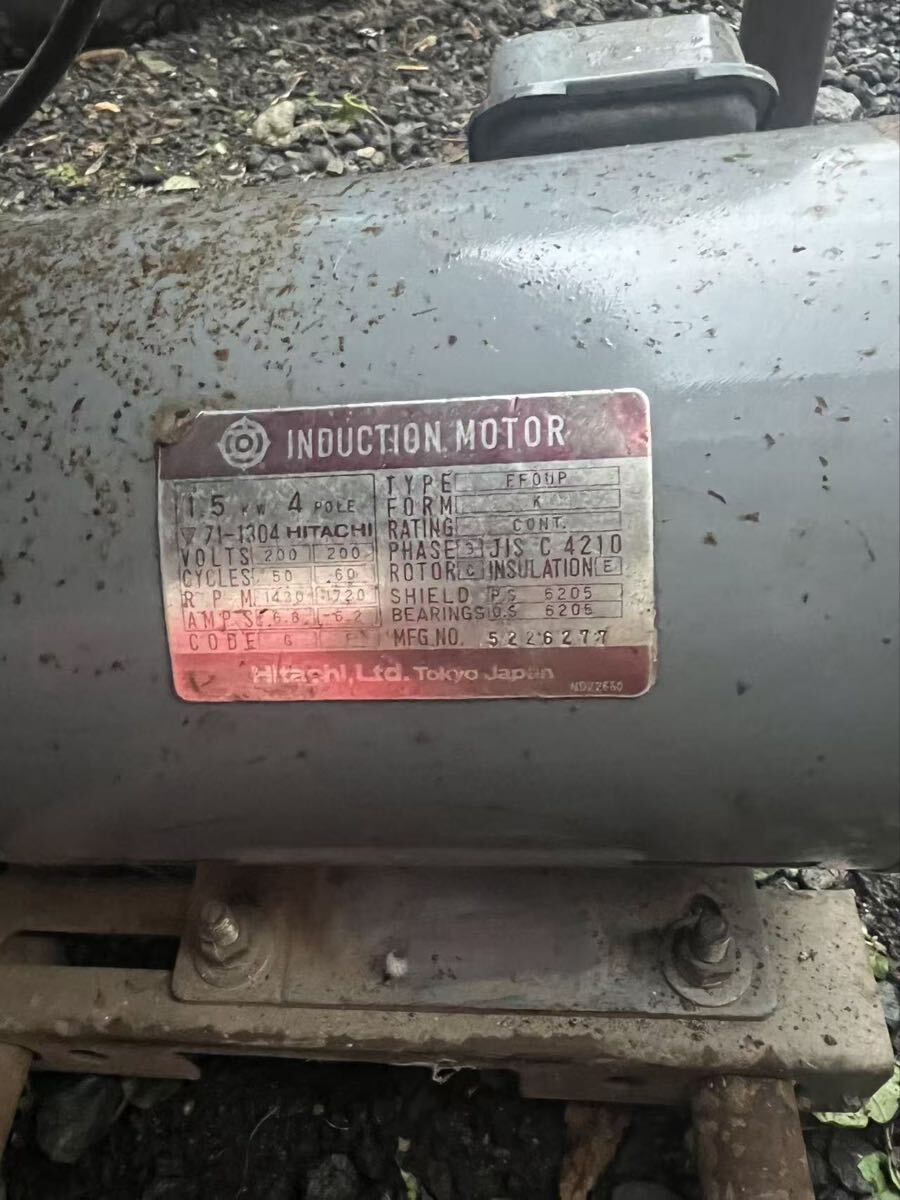 INDUCTION MOTOR
1.5 KW 4 POLE
▽ 71-1304 HITACHI
VOLTS 200 200
CYCLES 50 60
R P M 1430 1720
AMP S 6.8 6.2
CODE G
TYPE EFOUP
FORM K
RATING CONT.
PHASE 3 JIS C 4210
ROTOR C INSULATION E
SHIELD P.S 6205
BEARINGS O.S 6205
MFG.NO. 5226277
Hitachi, Ltd. Tokyo Japan